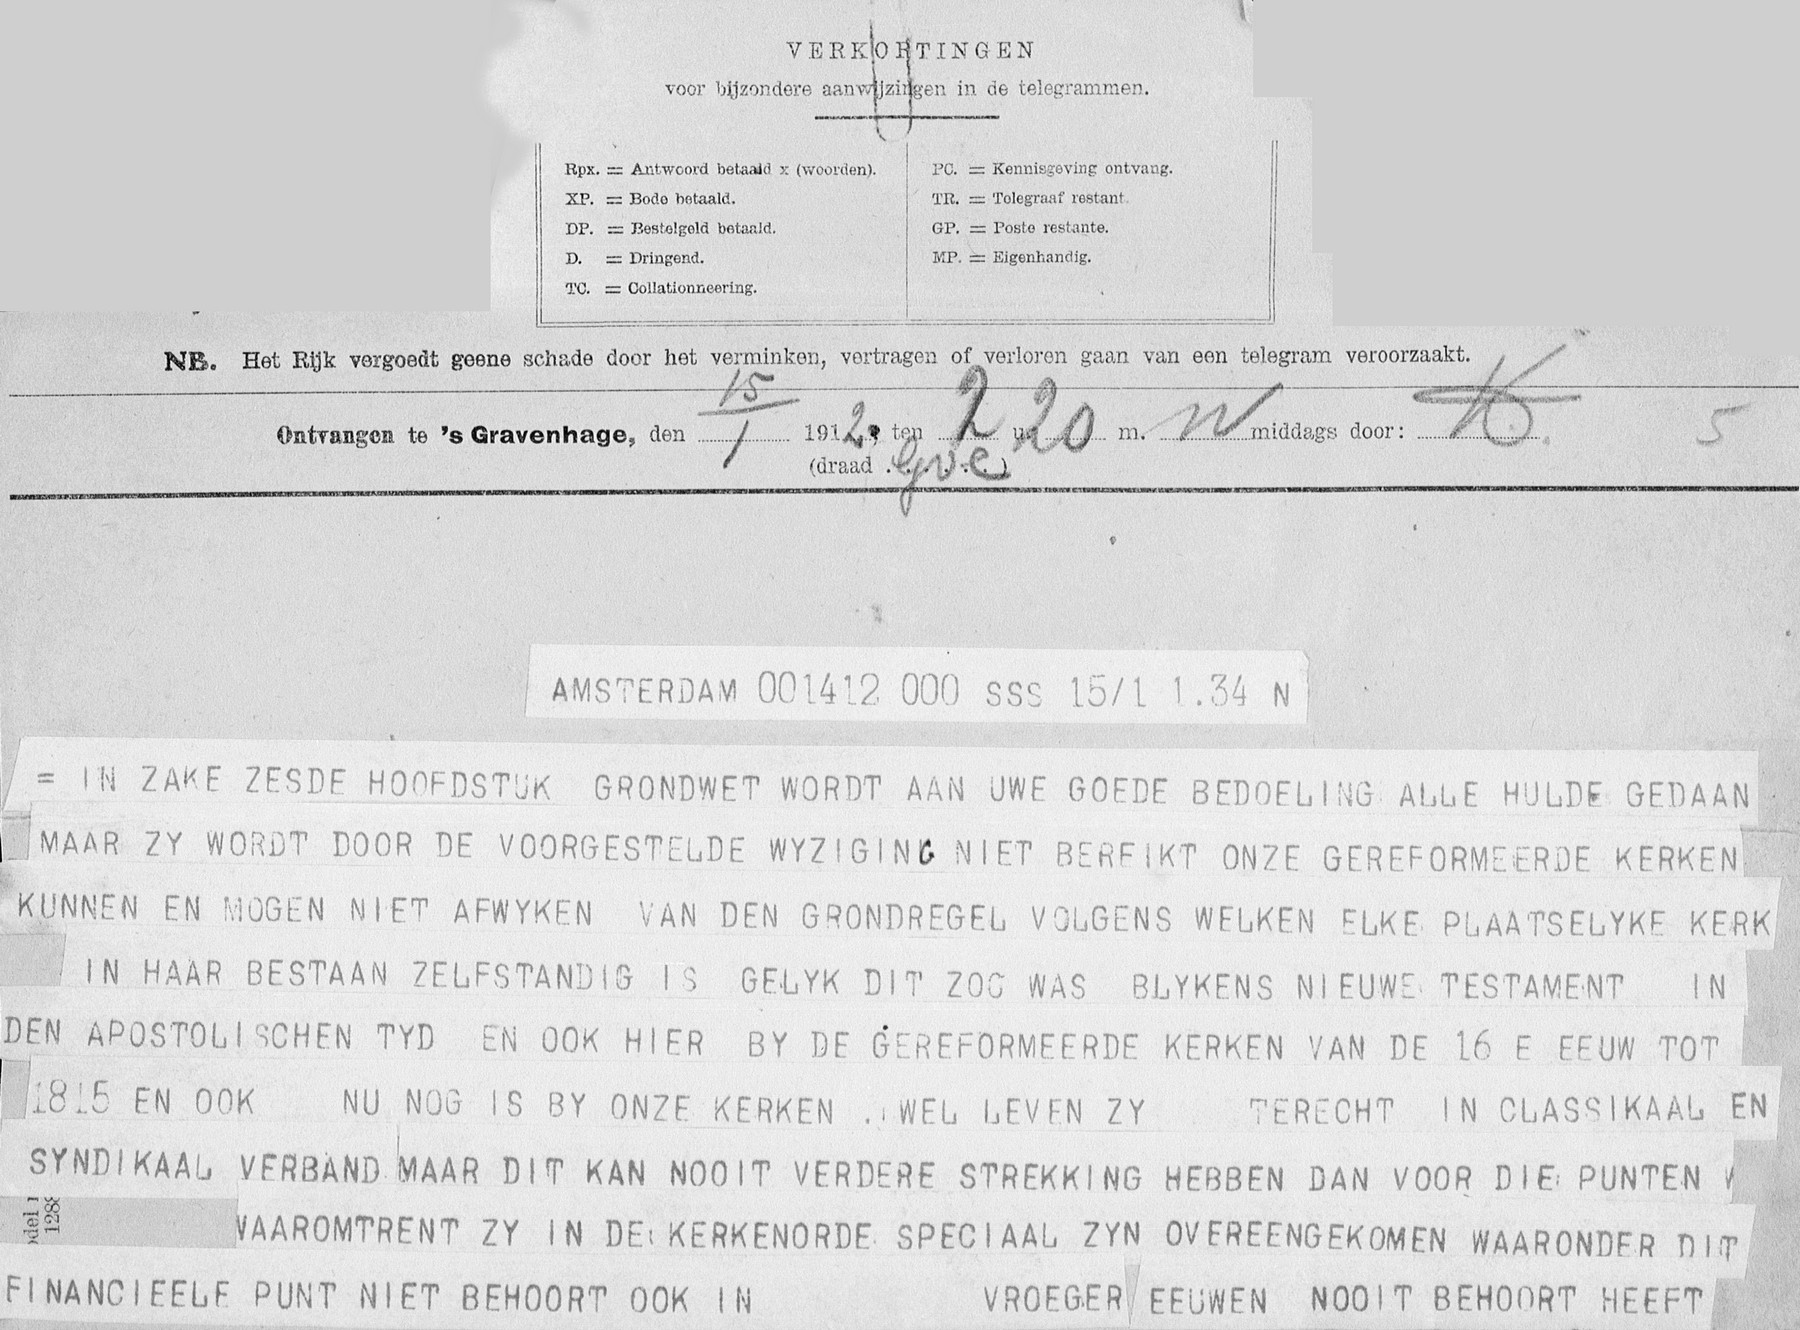 VERKORTINGEN
voor bijzondere aanwijzingen in de telegrammen.
Rpx. = Antwoord betaald x (woorden).
XP. = Bode betaald.
DP. = Bestelgeld betaald.
D. = Dringend.
TC. = Collationneering.
PC. = Kennisgeving ontvang.
TR. = Telegraaf restant.
GP. = Poste restante.
MP. = Eigenhandig.
NB. Het Rijk vergoedt geene schade door het verminken, vertragen of verloren gaan van een telegram veroorzaakt.
Ontvangen te 's Gravenhage, den 15/1 1912, ten 2 u 20 m. N middags door: 5
(draad Gvc)
AMSTERDAM 001412 000 SSS 15/1 1.34 N
= IN ZAKE ZESDE HOOFDSTUK GRONDWET WORDT AAN UWE GOEDE BEDOELING ALLE HULDE GEDAAN
MAAR ZY WORDT DOOR DE VOORGESTELDE WYZIGING NIET BEREIKT ONZE GEREFORMEERDE KERKEN
KUNNEN EN MOGEN NIET AFWYKEN VAN DEN GRONDREGEL VOLGENS WELKEN ELKE PLAATSELYKE KERK
IN HAAR BESTAAN ZELFSTANDIG IS GELYK DIT ZOO WAS BLYKENS NIEUWE TESTAMENT IN
DEN APOSTOLISCHEN TYD EN OOK HIER BY DE GEREFORMEERDE KERKEN VAN DE 16 E EEUW TOT
1815 EN OOK NU NOG IS BY ONZE KERKEN . WEL LEVEN ZY TERECHT IN CLASSIKAAL EN
SYNDIKAAL VERBAND MAAR DIT KAN NOOIT VERDERE STREKKING HEBBEN DAN VOOR DIE PUNTEN
WAAROMTRENT ZY IN DE KERKENORDE SPECIAAL ZYN OVEREENGEKOMEN WAARONDER DIT
FINANCIEELE PUNT NIET BEHOORT OOK IN VROEGER EEUWEN NOOIT BEHOORT HEEFT
odel
128